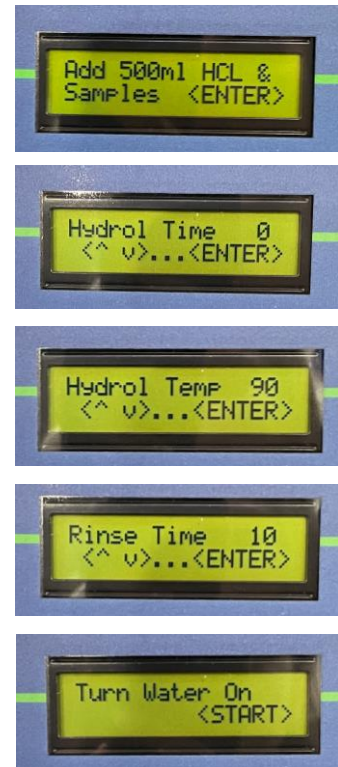 Add 500ml HCL &
Samples <ENTER>
Hydrol Time 0
<^ v>...<ENTER>
Hydrol Temp 90
<^ v>...<ENTER>
Rinse Time 10
<^ v>...<ENTER>
Turn Water On
<START>